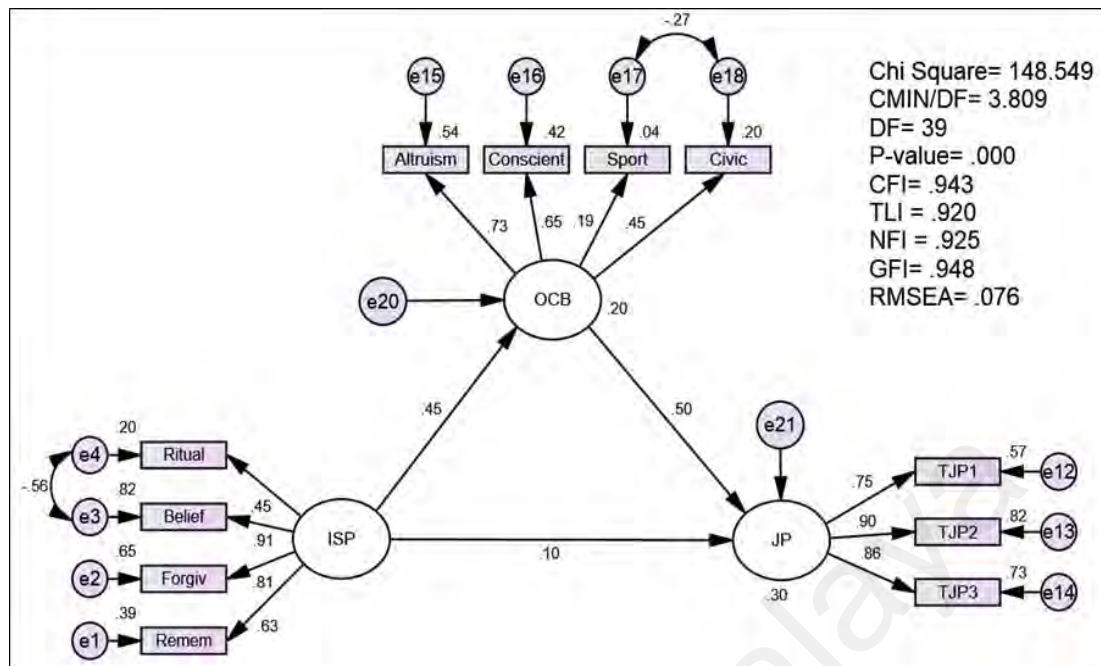 -.27
e15
e16
e17
e18
.54
.42
.04
.20
Altruism
Conscient
Sport
Civic
.73
.65
.19
.45
Chi Square= 148.549
CMIN/DF= 3.809
DF= 39
P-value= .000
CFI= .943
TLI = .920
NFI = .925
GFI= .948
RMSEA= .076
e20
OCB
.20
.45
.50
e21
e4
.20
Ritual
-.56
e3
.82
Belief
.45
.91
e2
.65
Forgiv
.81
e1
.39
Remem
.63
ISP
.10
JP
.30
.75
TJP1
.57
e12
.90
TJP2
.82
e13
.86
TJP3
.73
e14